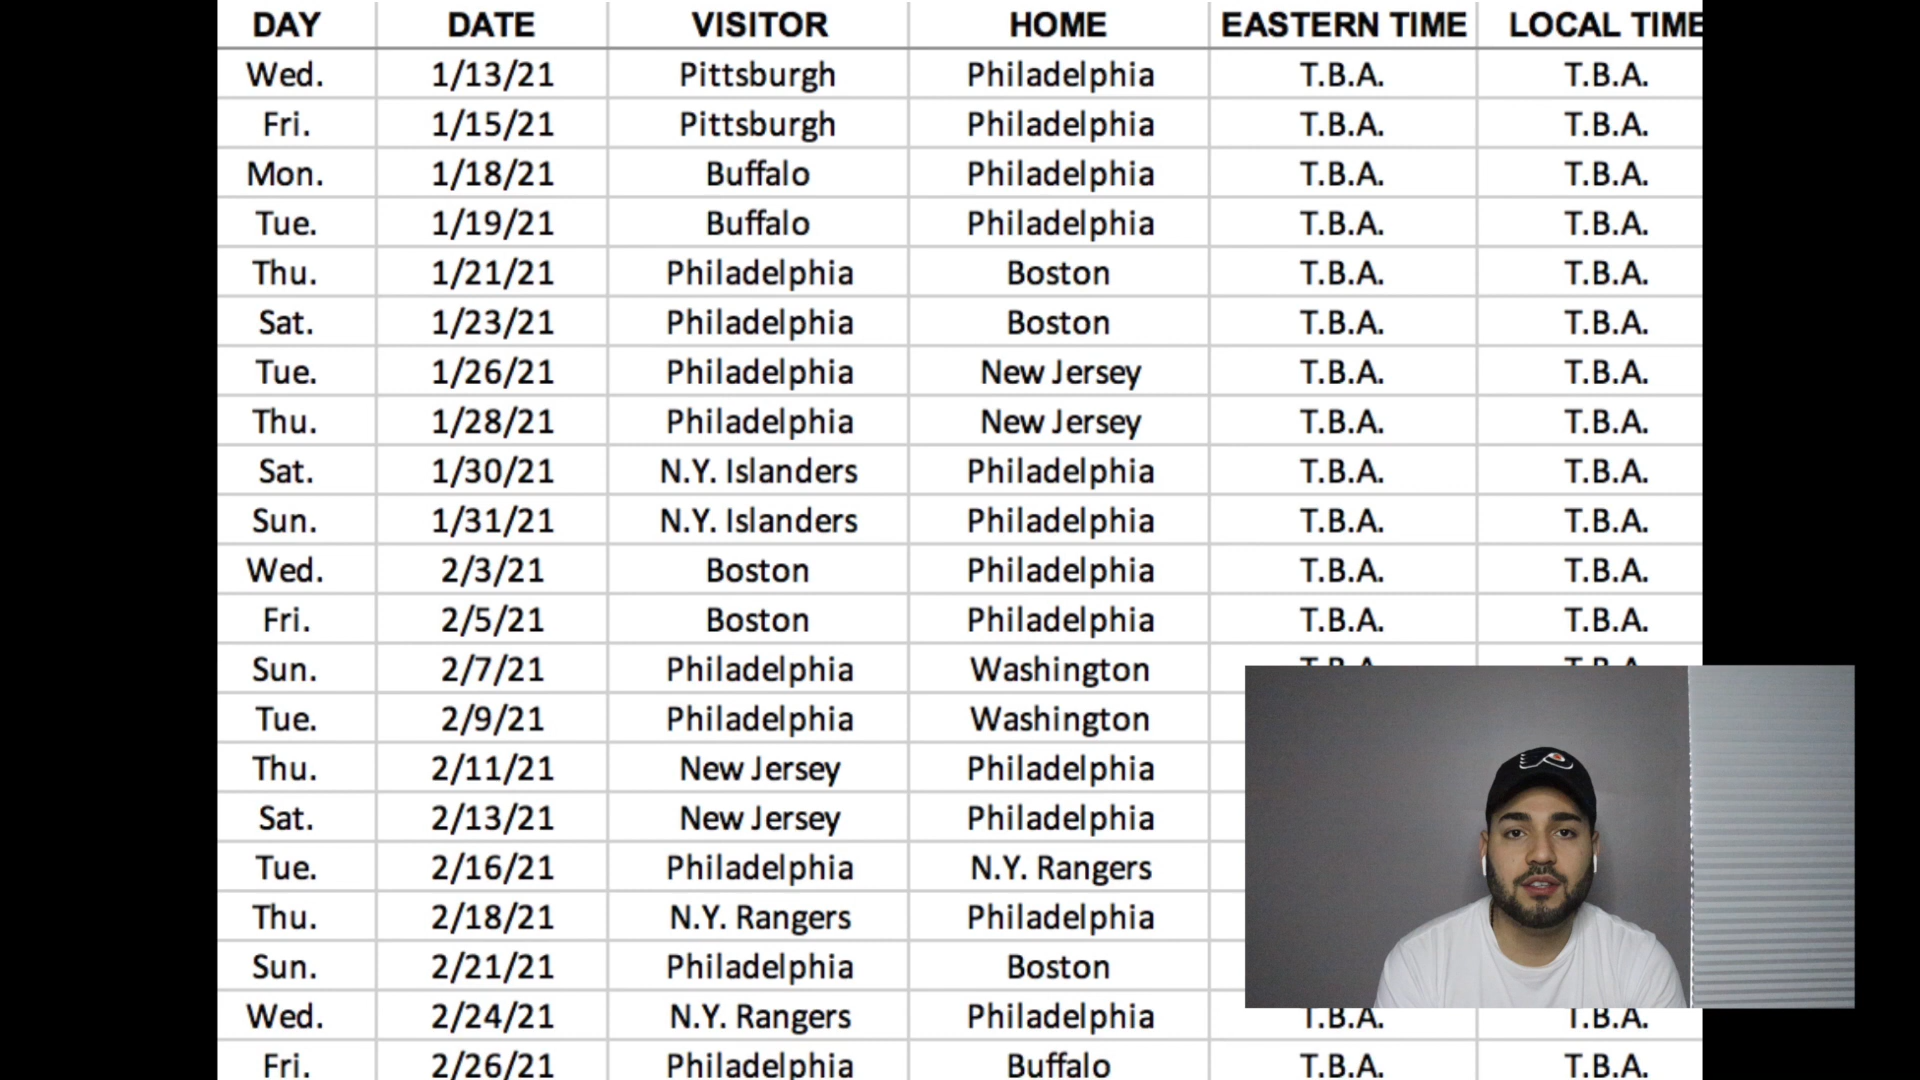 DAY DATE VISITOR HOME EASTERN TIME LOCAL TIME
Wed. 1/13/21 Pittsburgh Philadelphia T.B.A. T.B.A.
Fri. 1/15/21 Pittsburgh Philadelphia T.B.A. T.B.A.
Mon. 1/18/21 Buffalo Philadelphia T.B.A. T.B.A.
Tue. 1/19/21 Buffalo Philadelphia T.B.A. T.B.A.
Thu. 1/21/21 Philadelphia Boston T.B.A. T.B.A.
Sat. 1/23/21 Philadelphia Boston T.B.A. T.B.A.
Tue. 1/26/21 Philadelphia New Jersey T.B.A. T.B.A.
Thu. 1/28/21 Philadelphia New Jersey T.B.A. T.B.A.
Sat. 1/30/21 N.Y. Islanders Philadelphia T.B.A. T.B.A.
Sun. 1/31/21 N.Y. Islanders Philadelphia T.B.A. T.B.A.
Wed. 2/3/21 Boston Philadelphia T.B.A. T.B.A.
Fri. 2/5/21 Boston Philadelphia T.B.A. T.B.A.
Sun. 2/7/21 Philadelphia Washington
Tue. 2/9/21 Philadelphia Washington
Thu. 2/11/21 New Jersey Philadelphia
Sat. 2/13/21 New Jersey Philadelphia
Tue. 2/16/21 Philadelphia N.Y. Rangers
Thu. 2/18/21 N.Y. Rangers Philadelphia
Sun. 2/21/21 Philadelphia Boston
Wed. 2/24/21 N.Y. Rangers Philadelphia T.B.A. T.B.A.
Fri. 2/26/21 Philadelphia Buffalo T.B.A. T.B.A.